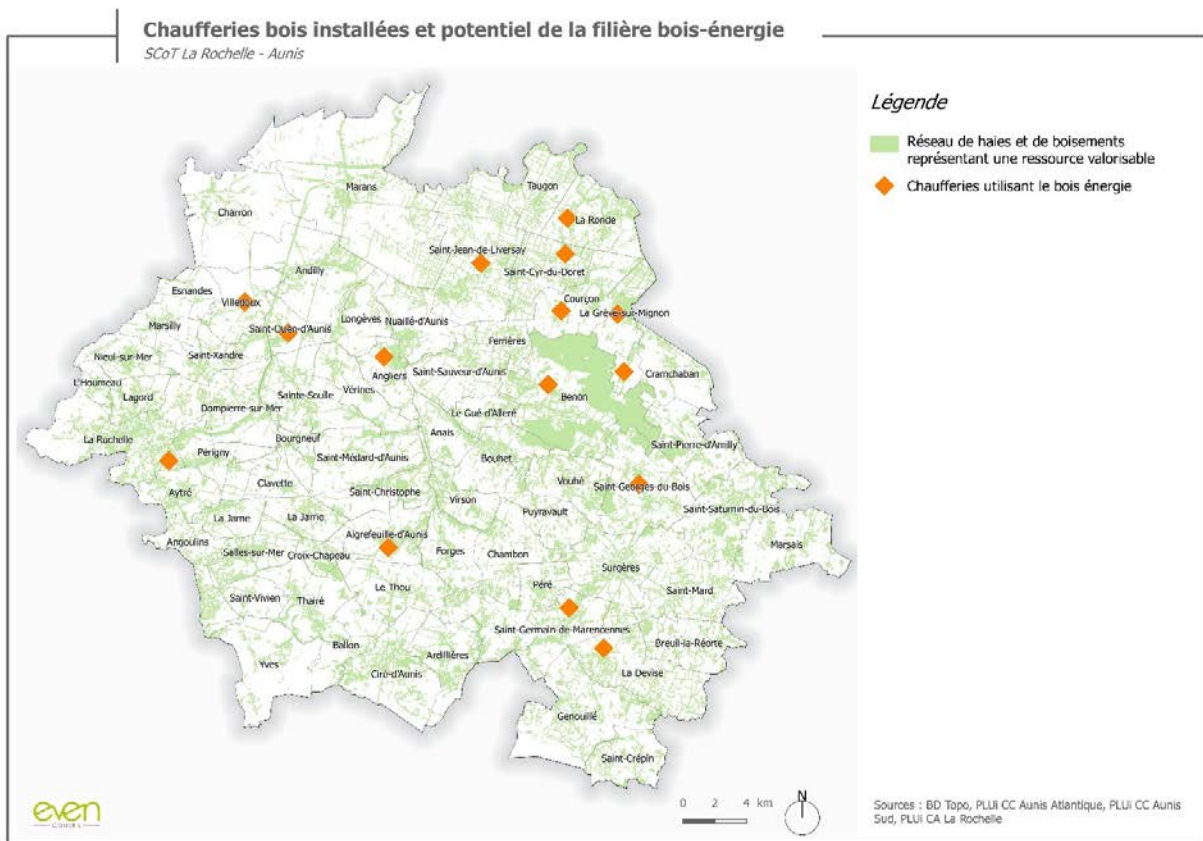 Chaufferies bois installées et potentiel de la filière bois-énergie
SCoT La Rochelle - Aunis
Légende
Réseau de haies et de boisements
représentant une ressource valorisable
Chaufferies utilisant le bois énergie
Taugon
Marans
La Ronde
Charron
Saint-Jean-de-Liversay
Saint-Cyr-du-Doret
Andilly
Esnandes
Villedoux
Courçon
La Grève-sur-Mignon
Marsilly
Longèves
Nuaillé-d'Aunis
Saint-Ouën-d'Aunis
Ferrières
Nieul-sur-Mer
Saint-Xandre
Angliers
Saint-Sauveur-d'Aunis
Cramchaban
L'Houmeau
Lagord
Sainte-Soulle
Vérines
Benon
Dompierre-sur-Mer
Le Gué-d'Alleré
La Rochelle
Bourgneuf
Anais
Saint-Pierre-d'Amilly
Périgny
Saint-Médard-d'Aunis
Bouhet
Aytré
Clavette
Saint-Christophe
Vouhé
Saint-Georges-du-Bois
Virson
Saint-Saturnin-du-Bois
La Jarne
La Jarrie
Puyravault
Angoulins
Aigrefeuille-d'Aunis
Marsais
Salles-sur-Mer
Croix-Chapeau
Forges
Chambon
Surgères
Le Thou
Péré
Saint-Mard
Saint-Vivien
Thairé
Saint-Germain-de-Marencennes
Ballon
Breuil-la-Réorte
Yves
Ardillières
Ciré-d'Aunis
La Devise
Genouillé
Saint-Crépin
even
CONSEIL
0 2 4 km
N
Sources : BD Topo, PLUi CC Aunis Atlantique, PLUi CC Aunis
Sud, PLUi CA La Rochelle